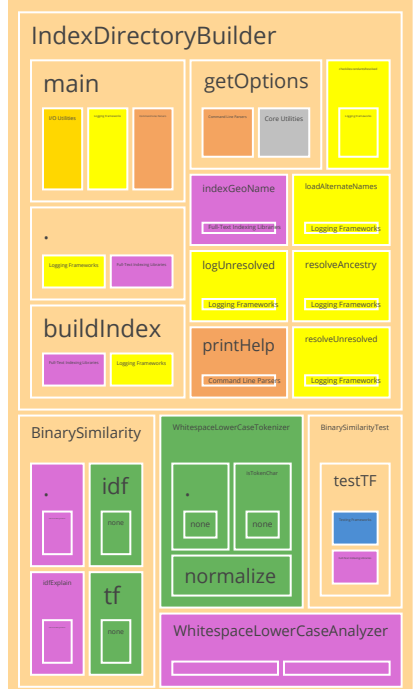 IndexDirectoryBuilder
main
I/O Utilities
Logging Frameworks
.
Logging Frameworks
Full-Text Indexing Libraries
buildIndex
Full-Text Indexing Libraries
Logging Frameworks
getOptions
Command Line Parsers
Core Utilities
Logging Frameworks
indexGeoName
Full-Text Indexing Libraries
loadAlternateNames
Logging Frameworks
logUnresolved
Logging Frameworks
resolveAncestry
Logging Frameworks
printHelp
Command Line Parsers
resolveUnresolved
Logging Frameworks
BinarySimilarity
.
idf
none
idfExplain
tf
none
WhitespaceLowerCaseTokenizer
.
none
isTokenChar
none
normalize
BinarySimilarityTest
testTF
WhitespaceLowerCaseAnalyzer